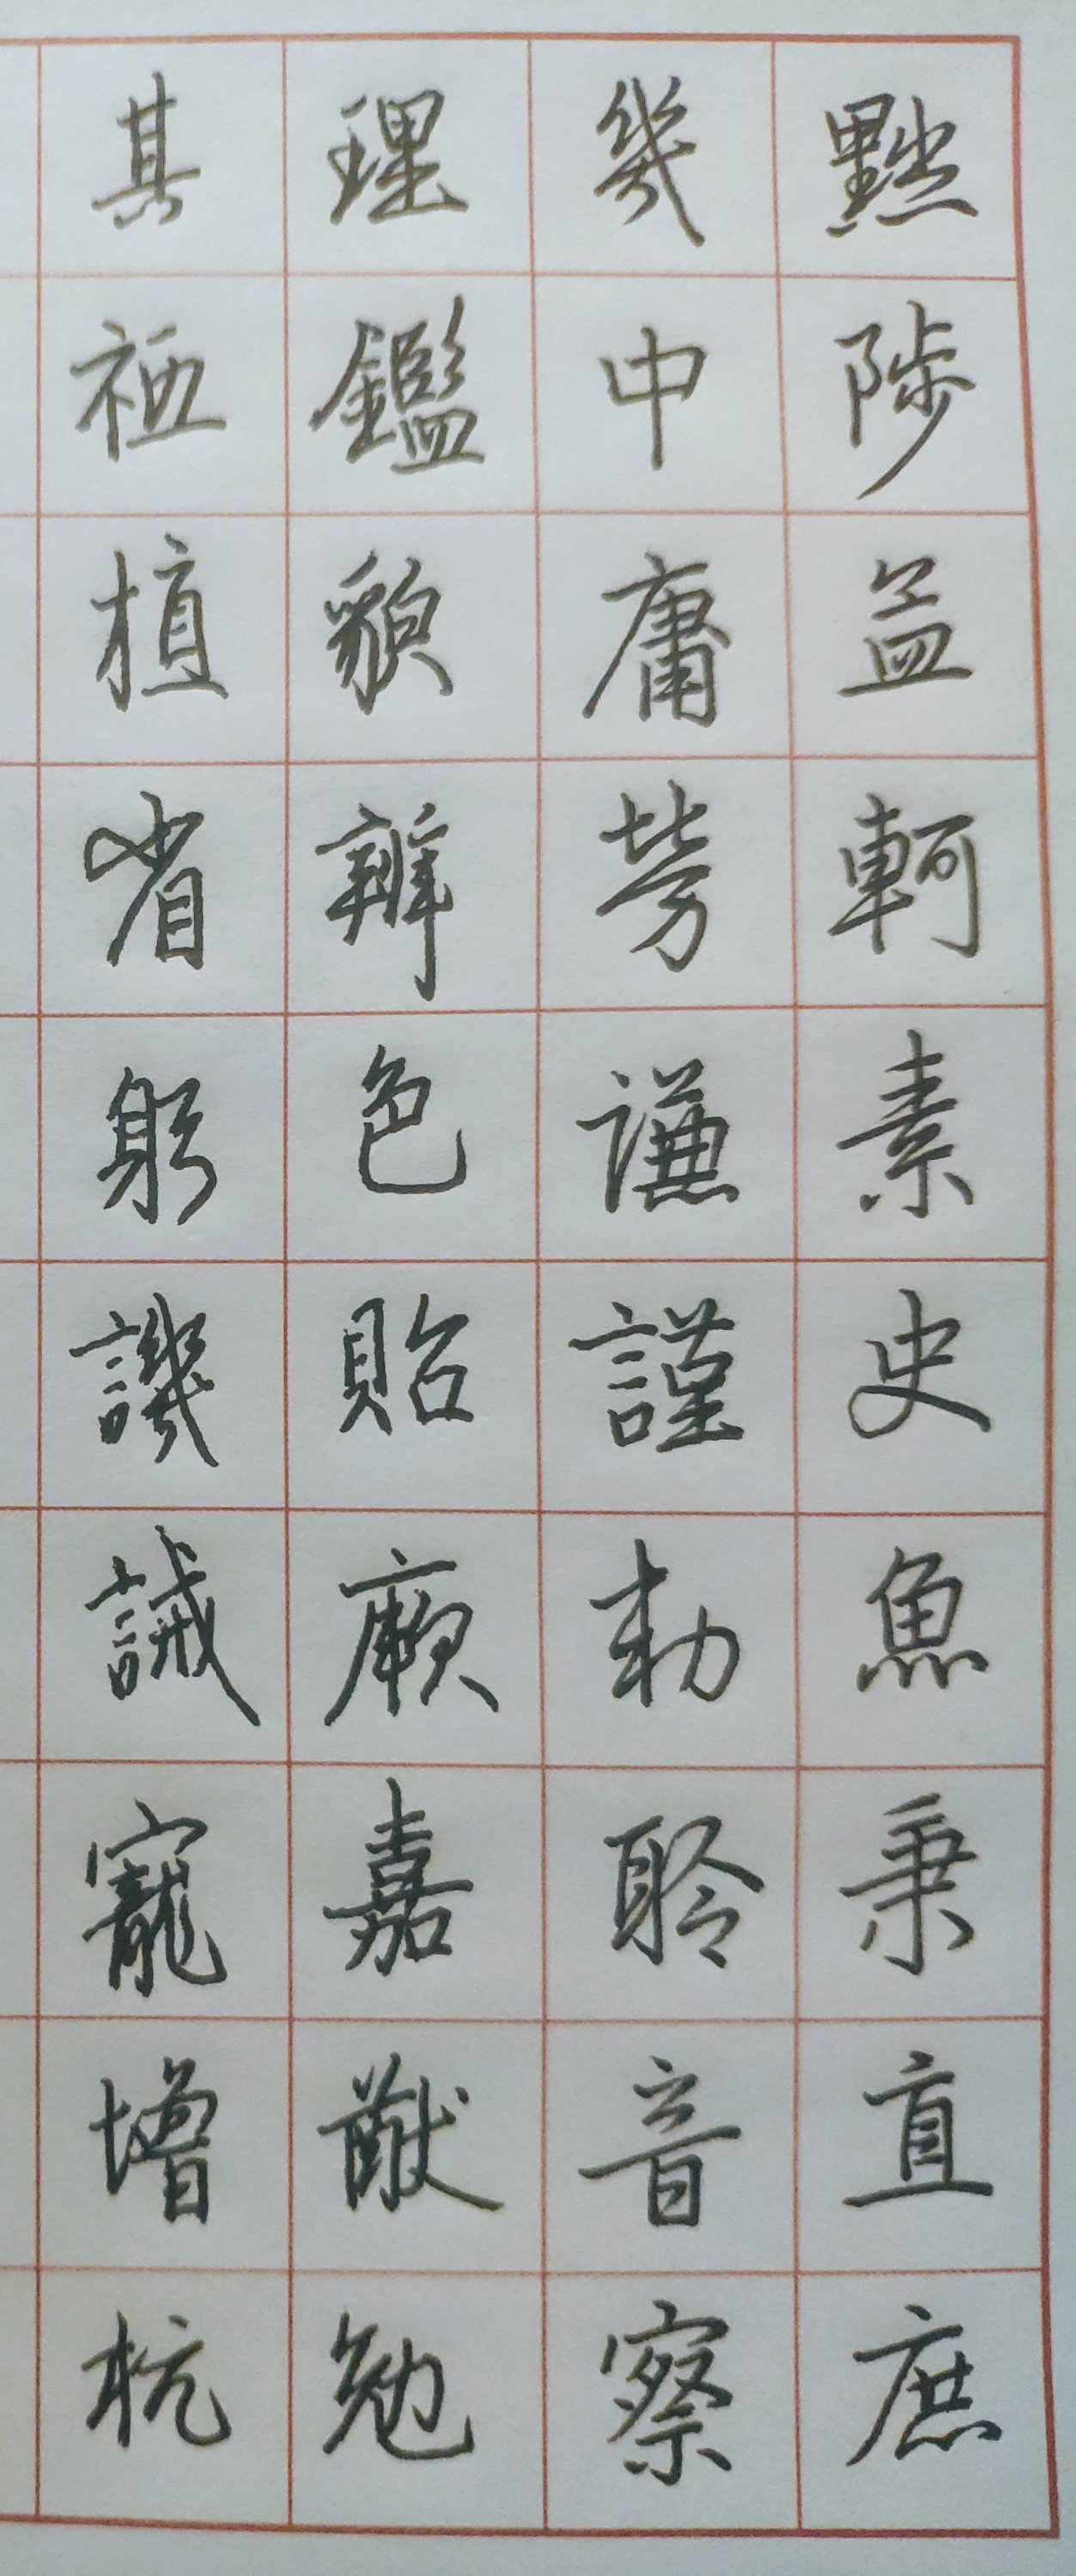 黜陟孟軻素史魚秉直庶
幾中庸勞謙謹勅聆音察
理鑑貌辨色貽厥嘉猷勉
其祗植省躬譏誡寵增抗